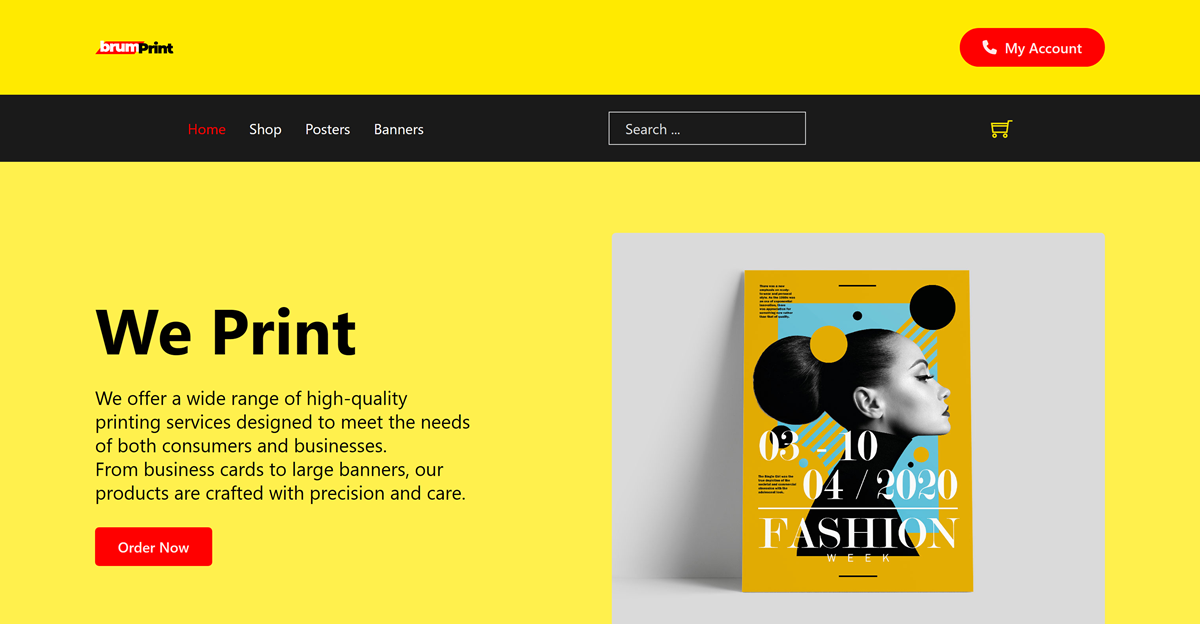 brumPrint
My Account
Home Shop Posters Banners
Search ...
We Print
We offer a wide range of high-quality
printing services designed to meet the needs
of both consumers and businesses.
From business cards to large banners, our
products are crafted with precision and care.
Order Now
03 - 10
04 / 2020
FASHION
WEEK